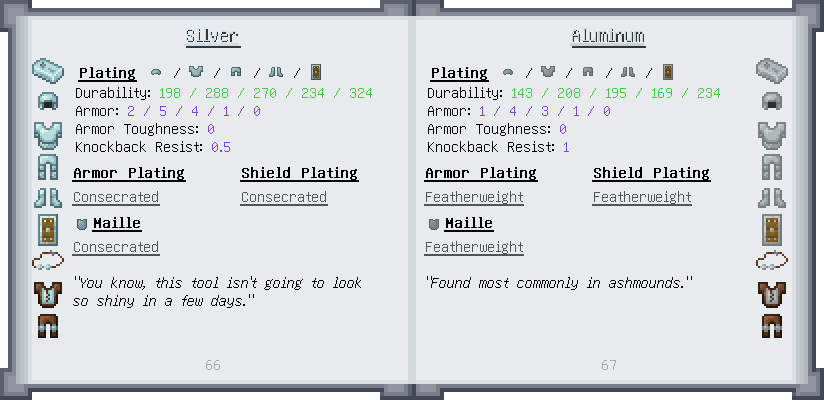 Silver
Plating / / / /
Durability: 198 / 288 / 270 / 234 / 324
Armor: 2 / 5 / 4 / 1 / 0
Armor Toughness: 0
Knockback Resist: 0.5
Armor Plating Shield Plating
Consecrated Consecrated
Maille
Consecrated
"You know, this tool isn't going to look
so shiny in a few days."
66
Aluminum
Plating / / / /
Durability: 143 / 208 / 195 / 169 / 234
Armor: 1 / 4 / 3 / 1 / 0
Armor Toughness: 0
Knockback Resist: 1
Armor Plating Shield Plating
Featherweight Featherweight
Maille
Featherweight
"Found most commonly in ashmounds."
67